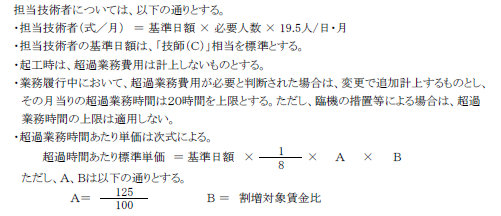 担当技術者については、以下の通りとする。
・担当技術者(式／月) ＝ 基準日額 × 必要人数 × 19.5人/日・月
・担当技術者の基準日額は、「技師(C)」相当を標準とする。
・起工時は、超過業務費用は計上しないものとする。
・業務履行中において、超過業務費用が必要と判断された場合は、変更で追加計上するものとし、
その月当りの超過業務時間は20時間を上限とする。ただし、臨機の措置等による場合は、超過
業務時間の上限は適用しない。
・超過業務時間あたり単価は次式による。
超過時間あたり標準単価 ＝ 基準日額 × 1/8 × A × B
ただし、A、Bは以下の通りとする。
A＝ 125/100 B ＝ 割増対象賃金比